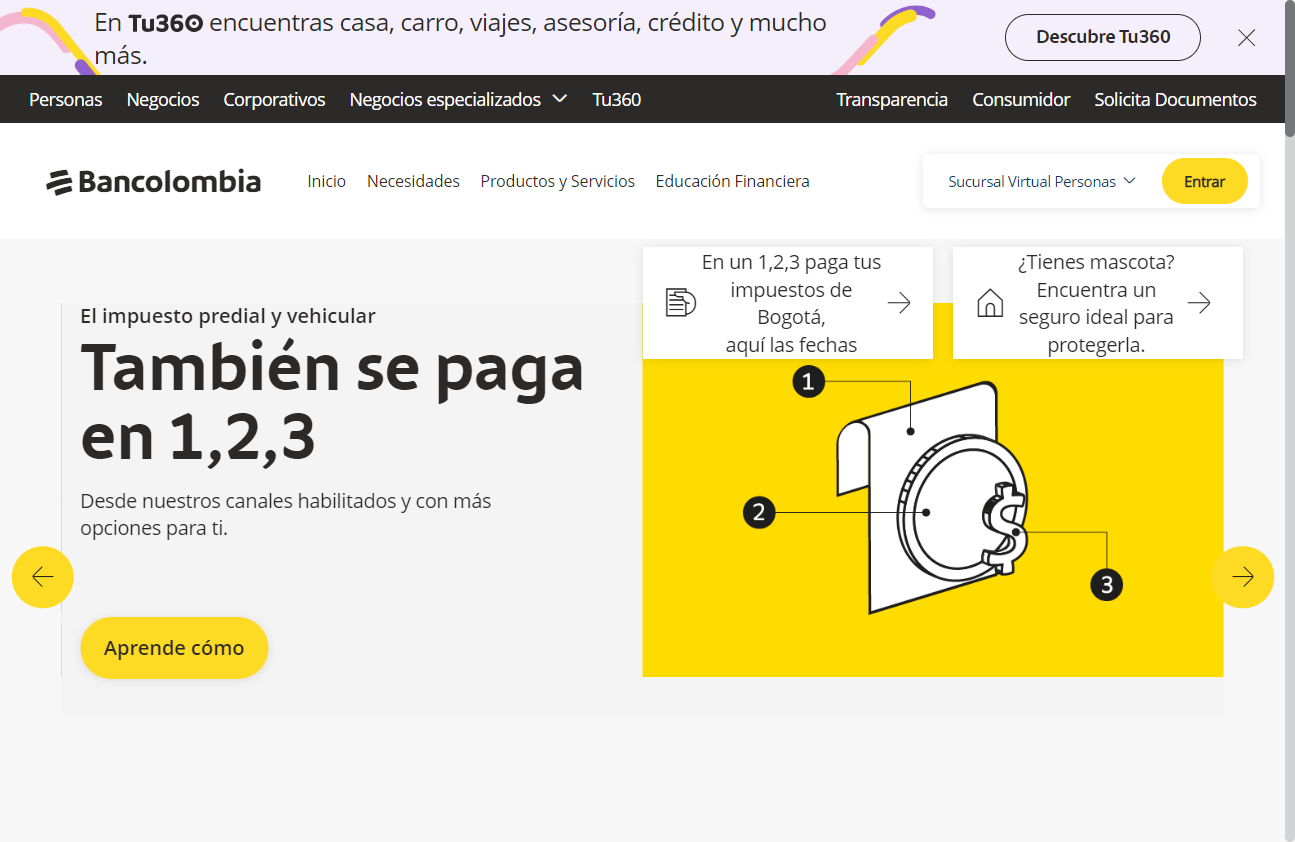 En Tu360 encuentras casa, carro, viajes, asesoría, crédito y mucho
más.
Descubre Tu360
Personas Negocios Corporativos Negocios especializados Tu360 Transparencia Consumidor Solicita Documentos
Bancolombia Inicio Necesidades Productos y Servicios Educación Financiera Sucursal Virtual Personas Entrar
En un 1,2,3 paga tus
impuestos de
Bogotá,
aquí las fechas
¿Tienes mascota?
Encuentra un
seguro ideal para
protegerla.
El impuesto predial y vehicular
También se paga
en 1,2,3
Desde nuestros canales habilitados y con más
opciones para ti.
Aprende cómo
1
2
$
3